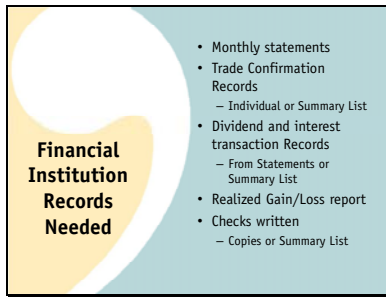 Financial
Institution
Records
Needed
• Monthly statements
• Trade Confirmation
Records
– Individual or Summary List
• Dividend and interest
transaction Records
– From Statements or
Summary List
• Realized Gain/Loss report
• Checks written
– Copies or Summary List